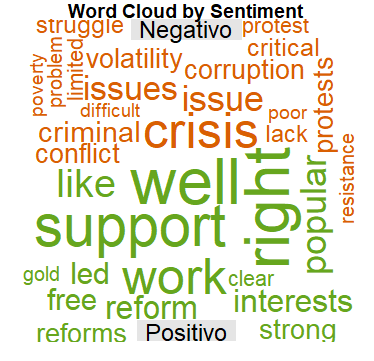 Word Cloud by Sentiment
struggle
Negativo
protest
critical
volatility
limited
problem
poverty
corruption
issues
issue
protests
difficult
poor
criminal
crisis
lack
conflict
resistance
like
well
right
popular
support
gold
led
work
clear
free
reform
interests
reforms
Positivo
strong